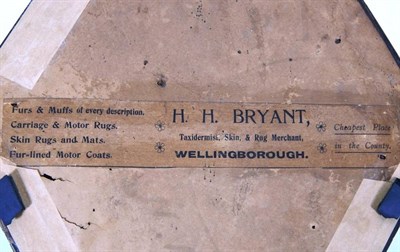 Furs & Muffs of every description.
Carriage & Motor Rugs.
Skin Rugs and Mats.
Fur-lined Motor Coats.
H. H. BRYANT,
Taxidermist, Skin, & Rug Merchant,
WELLINGBOROUGH.
Cheapest Place
in the County.